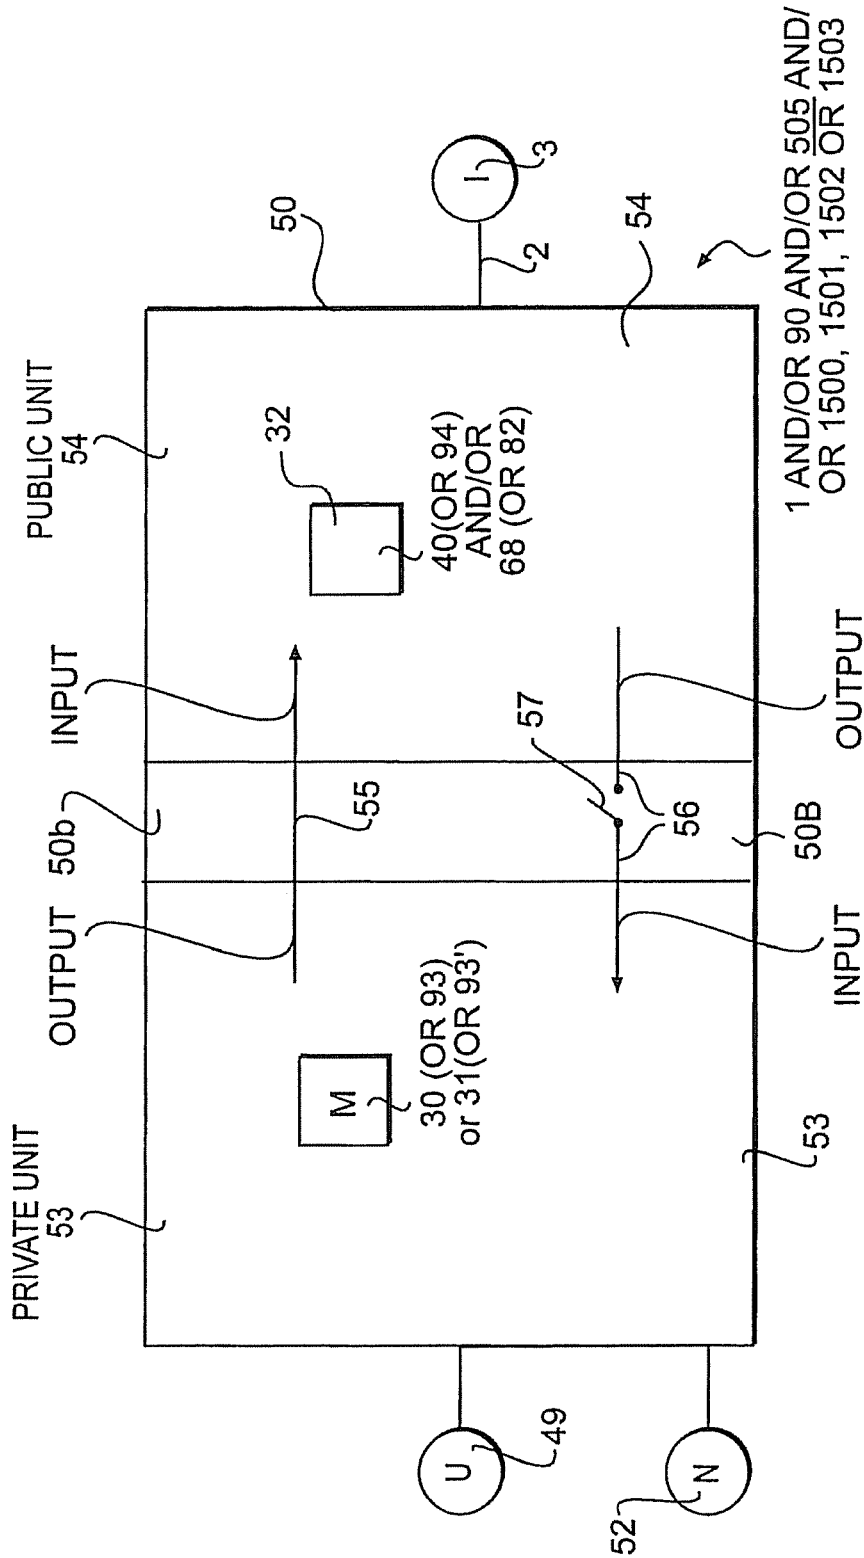 PRIVATE UNIT
53
PUBLIC UNIT
54
OUTPUT
50b
INPUT
50
55
32
M
30 (OR 93)
or 31(OR 93')
40(OR 94)
AND/OR
68 (OR 82)
I
3
2
U
49
57
56
54
N
52
53
INPUT
50B
OUTPUT
1 AND/OR 90 AND/OR 505 AND/
OR 1500, 1501, 1502 OR 1503